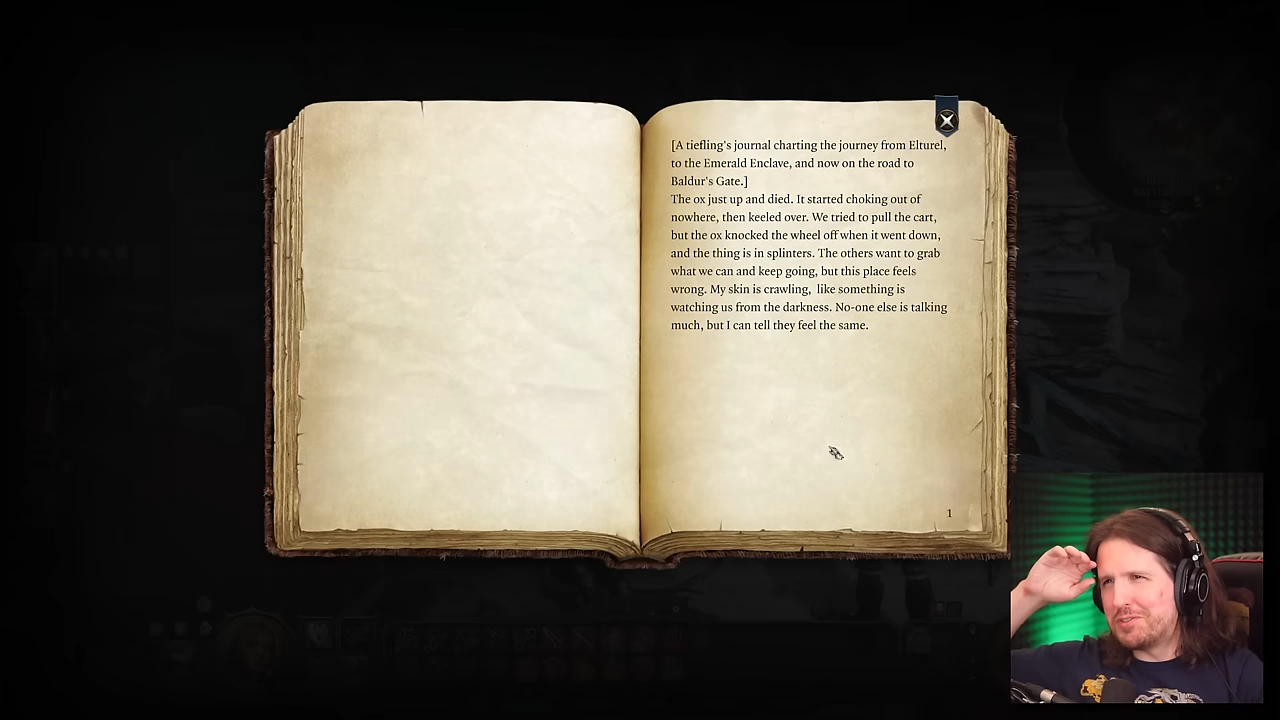 [A tiefling's journal charting the journey from Elturel,
to the Emerald Enclave, and now on the road to
Baldur's Gate.]
The ox just up and died. It started choking out of
nowhere, then keeled over. We tried to pull the cart,
but the ox knocked the wheel off when it went down,
and the thing is in splinters. The others want to grab
what we can and keep going, but this place feels
wrong. My skin is crawling,  like something is
watching us from the darkness. No-one else is talking
much, but I can tell they feel the same.
1